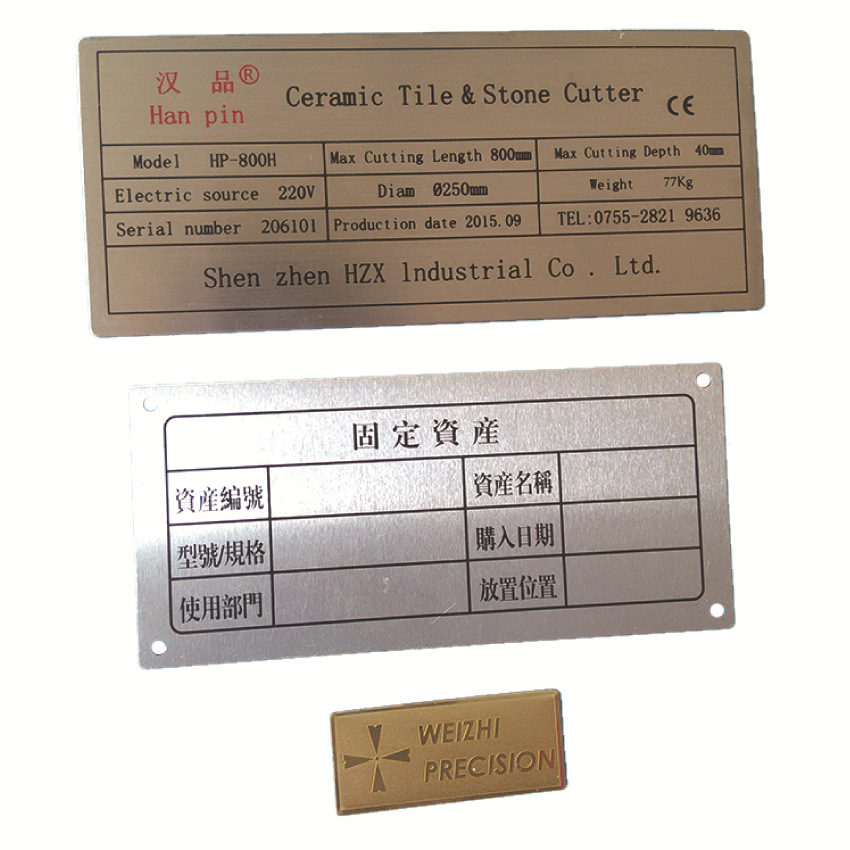 汉 品®
Han pin
Ceramic Tile & Stone Cutter
CE
Model HP-800H
Max Cutting Length 800mm
Max Cutting Depth 40mm
Electric source 220V
Diam Ø250mm
Weight 77Kg
Serial number 206101
Production date 2015.09
TEL:0755-2821 9636
Shen zhen HZX lndustrial Co . Ltd.
固定資産
資産編號
資産名稱
型號/規格
購入日期
使用部門
放置位置
WEIZHI
PRECISION